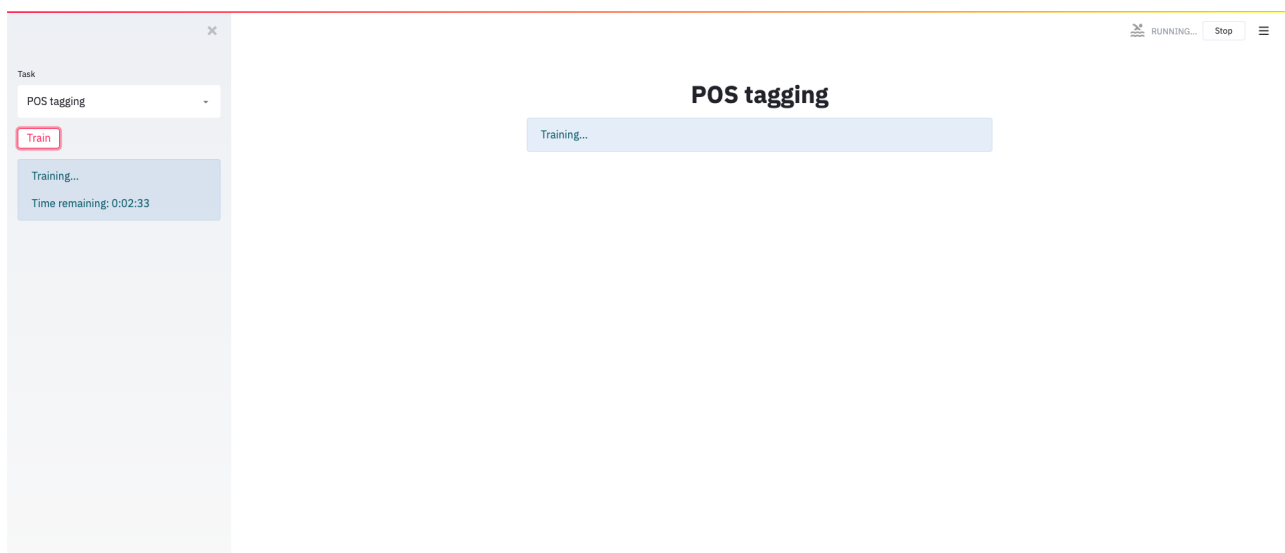 RUNNING...
Stop
Task
POS tagging
Train
Training...
Time remaining: 0:02:33
POS tagging
Training...